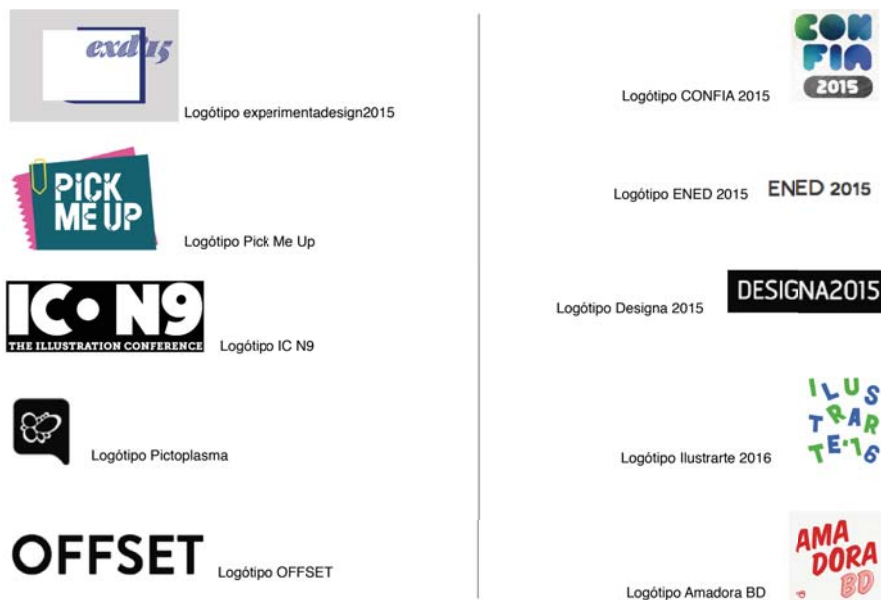 exd'15
Logótipo experimentadesign2015
PiCK
ME UP
Logótipo Pick Me Up
IC•N9
THE ILLUSTRATION CONFERENCE
Logótipo IC N9
Logótipo Pictoplasma
OFFSET
Logótipo OFFSET
CON
FIA
2015
Logótipo CONFIA 2015
Logótipo ENED 2015
ENED 2015
Logótipo Designa 2015
DESIGNA2015
ILUS
TRAR
TE·16
Logótipo Ilustrarte 2016
AMA
DORA
BD
Logótipo Amadora BD